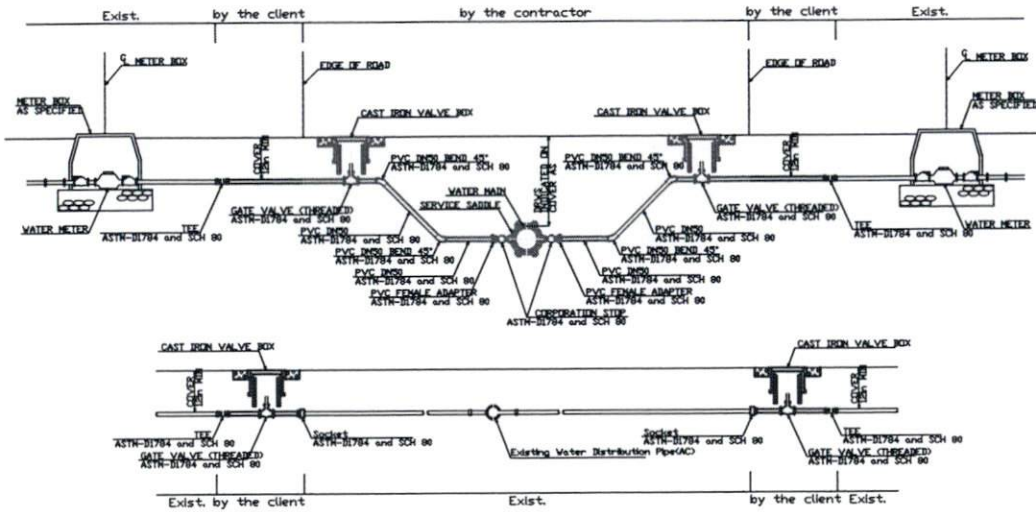 Exist. by the client by the contractor by the client Exist.
℄ METER BOX EDGE OF ROAD EDGE OF ROAD ℄ METER BOX
METER BOX
AS SPECIFIED
CAST IRON VALVE BOX
CAST IRON VALVE BOX
METER BOX
AS SPECIFIED
COVER
COVER AS
INDICATED ON
COVER
PVC DN50 BEND 45°
ASTM-D1784 and SCH 80
PVC DN50 BEND 45°
ASTM-D1784 and SCH 80
WATER MAIN
SERVICE SADDLE
GATE VALVE (THREADED)
ASTM-D1784 and SCH 80
GATE VALVE (THREADED)
ASTM-D1784 and SCH 80
WATER METER
TEE
ASTM-D1784 and SCH 80
PVC DN50
ASTM-D1784 and SCH 80
PVC DN50
ASTM-D1784 and SCH 80
TEE
ASTM-D1784 and SCH 80
WATER METER
PVC DN50 BEND 45°
ASTM-D1784 and SCH 80
PVC DN50 BEND 45°
ASTM-D1784 and SCH 80
PVC DN50
ASTM-D1784 and SCH 80
PVC DN50
ASTM-D1784 and SCH 80
PVC FEMALE ADAPTER
ASTM-D1784 and SCH 80
PVC FEMALE ADAPTER
ASTM-D1784 and SCH 80
CORPORATION STOP
ASTM-D1784 and SCH 80
CAST IRON VALVE BOX
CAST IRON VALVE BOX
COVER
COVER
TEE
ASTM-D1784 and SCH 80
Socket
ASTM-D1784 and SCH 80
Socket
ASTM-D1784 and SCH 80
TEE
ASTM-D1784 and SCH 80
GATE VALVE (THREADED)
ASTM-D1784 and SCH 80
Existing Water Distribution Pipe(AC)
GATE VALVE (THREADED)
ASTM-D1784 and SCH 80
Exist. by the client Exist. by the client Exist.